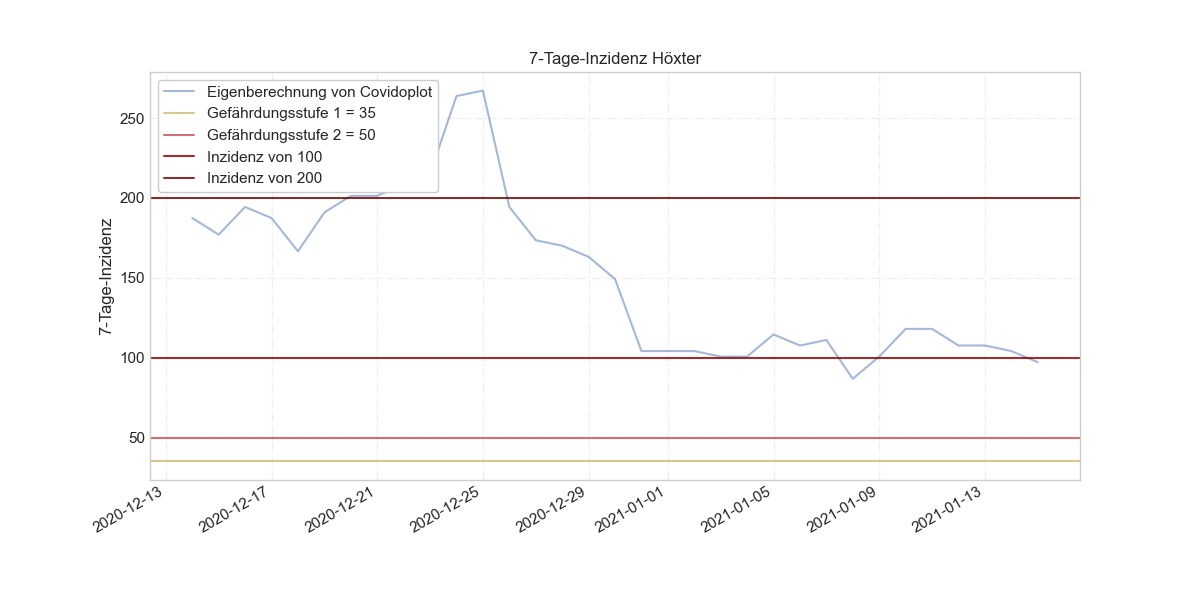 7-Tage-Inzidenz Höxter
Eigenberechnung von Covidoplot
Gefährdungsstufe 1 = 35
Gefährdungsstufe 2 = 50
Inzidenz von 100
Inzidenz von 200
7-Tage-Inzidenz
250
200
150
100
50
2020-12-13
2020-12-17
2020-12-21
2020-12-25
2020-12-29
2021-01-01
2021-01-05
2021-01-09
2021-01-13